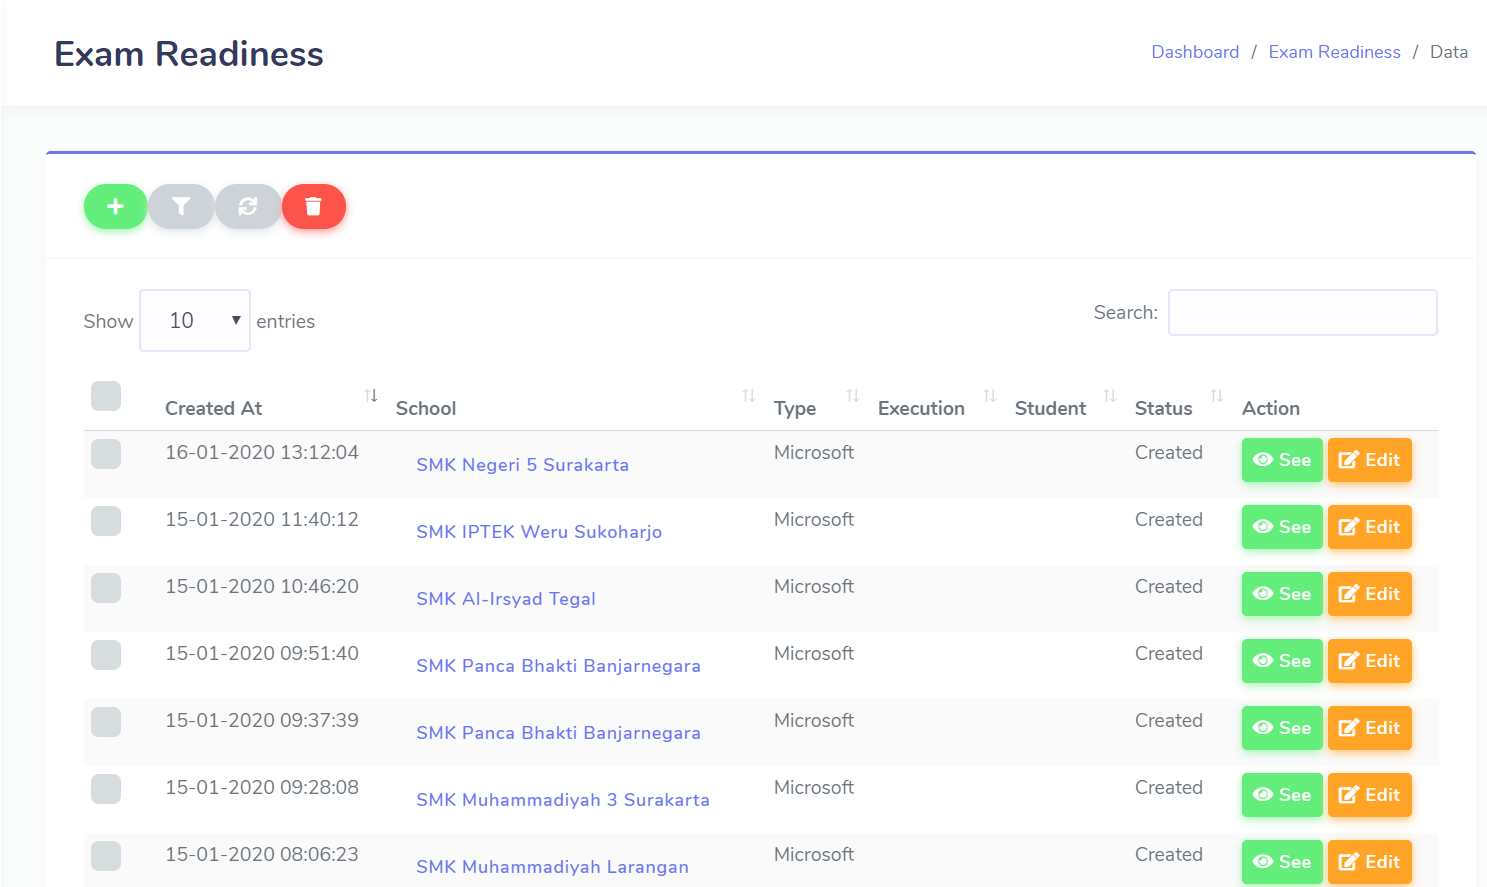 Exam Readiness
Dashboard / Exam Readiness / Data
Show 10 entries
Search:
Created At School Type Execution Student Status Action
16-01-2020 13:12:04 SMK Negeri 5 Surakarta Microsoft Created See Edit
15-01-2020 11:40:12 SMK IPTEK Weru Sukoharjo Microsoft Created See Edit
15-01-2020 10:46:20 SMK Al-Irsyad Tegal Microsoft Created See Edit
15-01-2020 09:51:40 SMK Panca Bhakti Banjarnegara Microsoft Created See Edit
15-01-2020 09:37:39 SMK Panca Bhakti Banjarnegara Microsoft Created See Edit
15-01-2020 09:28:08 SMK Muhammadiyah 3 Surakarta Microsoft Created See Edit
15-01-2020 08:06:23 SMK Muhammadiyah Larangan Microsoft Created See Edit